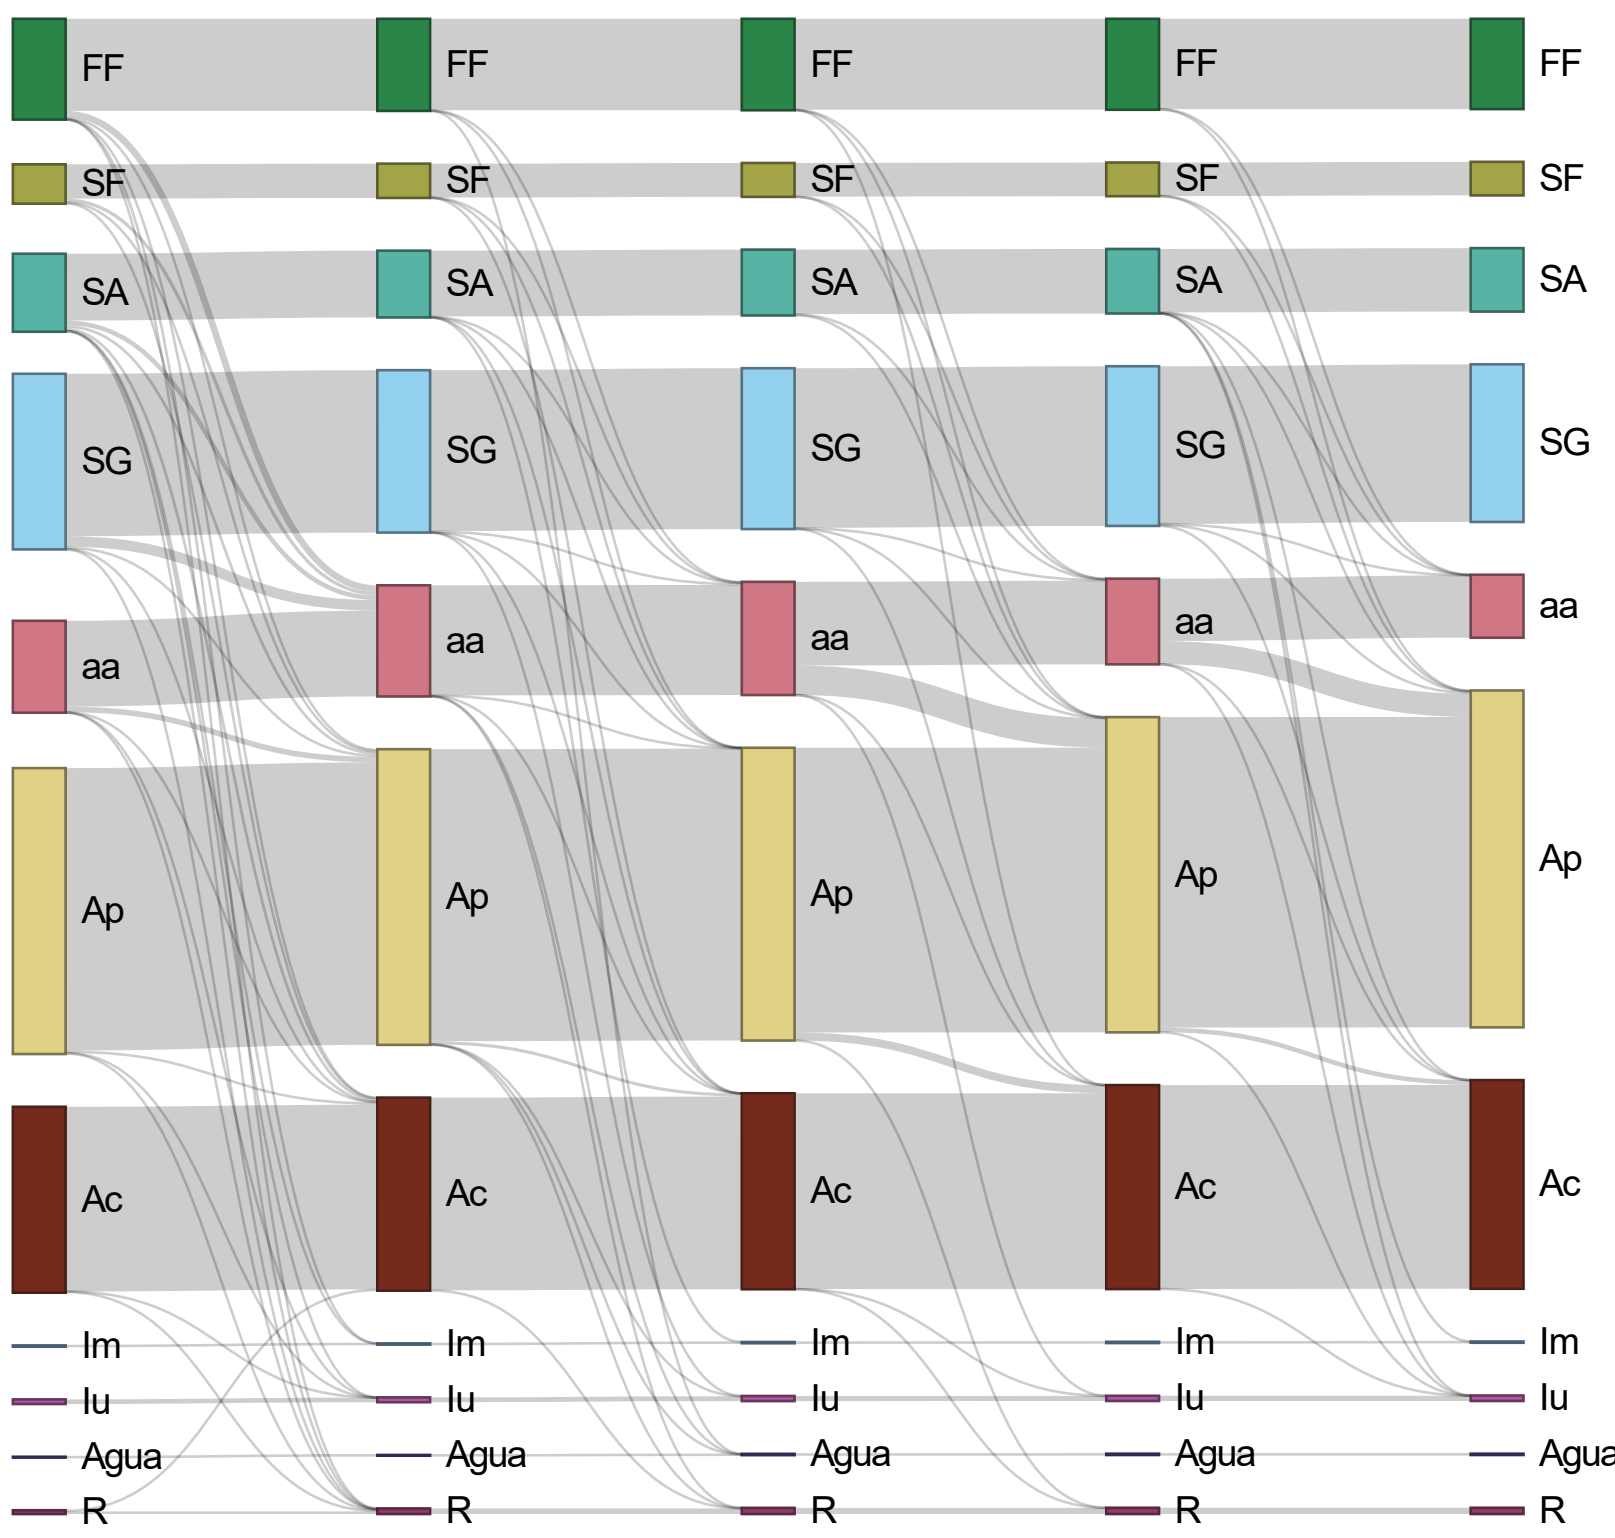 FF FF FF FF FF
SF SF SF SF SF
SA SA SA SA SA
SG SG SG SG SG
aa aa aa aa aa
Ap Ap Ap Ap Ap
Ac Ac Ac Ac Ac
Im Im Im Im Im
Iu Iu Iu Iu Iu
Agua Agua Agua Agua Agua
R R R R R